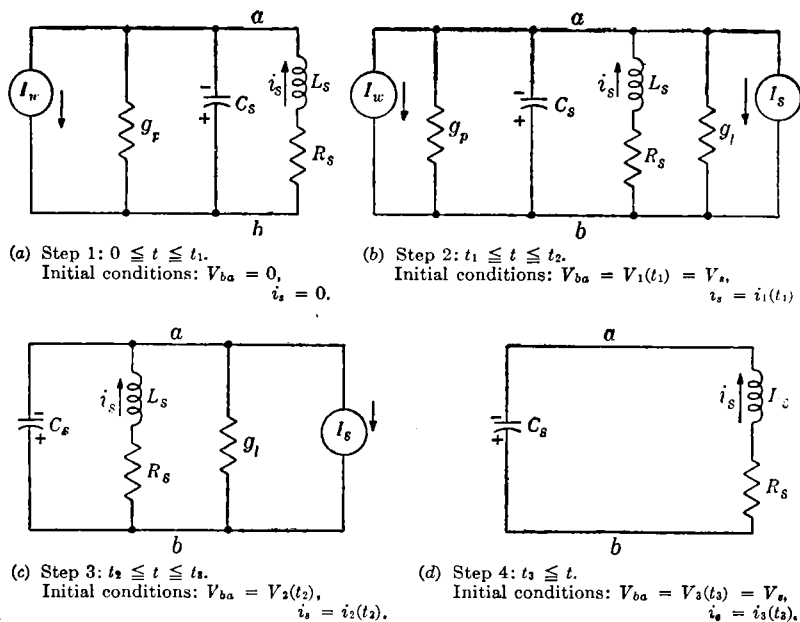 a
I_w
g_p
C_s
i_s
L_s
R_s
b
(a) Step 1: 0 ≦ t ≦ t₁.
Initial conditions: V_ba = 0,
i_s = 0.
a
I_w
g_p
C_s
i_s
L_s
R_s
g_l
I_s
b
(b) Step 2: t₁ ≦ t ≦ t₂.
Initial conditions: V_ba = V₁(t₁) = V_s,
i_s = i₁(t₁)
a
C_s
i_s
L_s
R_s
g_l
I_s
b
(c) Step 3: t₂ ≦ t ≦ t₃.
Initial conditions: V_ba = V₂(t₂),
i_s = i₂(t₂).
a
C_s
i_s
R_s
b
(d) Step 4: t₃ ≦ t.
Initial conditions: V_ba = V₃(t₃) = V_s,
i_s = i₃(t₃).